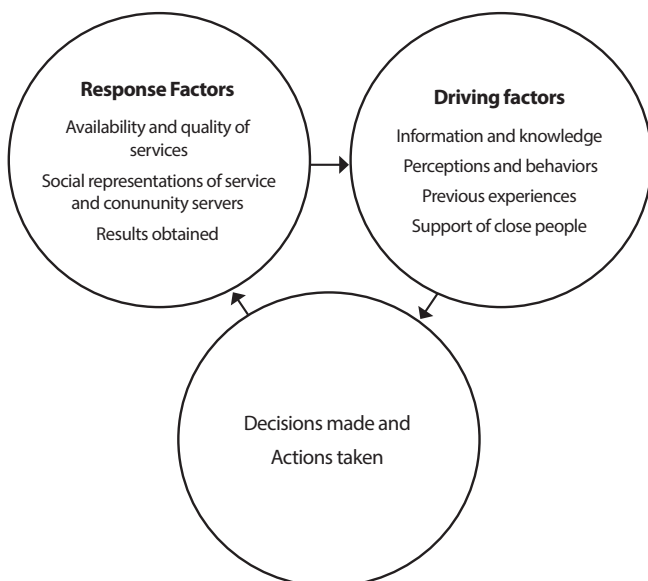 Response Factors
Availability and quality of
services
Social representations of service
and conununity servers
Results obtained
Driving factors
Information and knowledge
Perceptions and behaviors
Previous experiences
Support of close people
Decisions made and
Actions taken